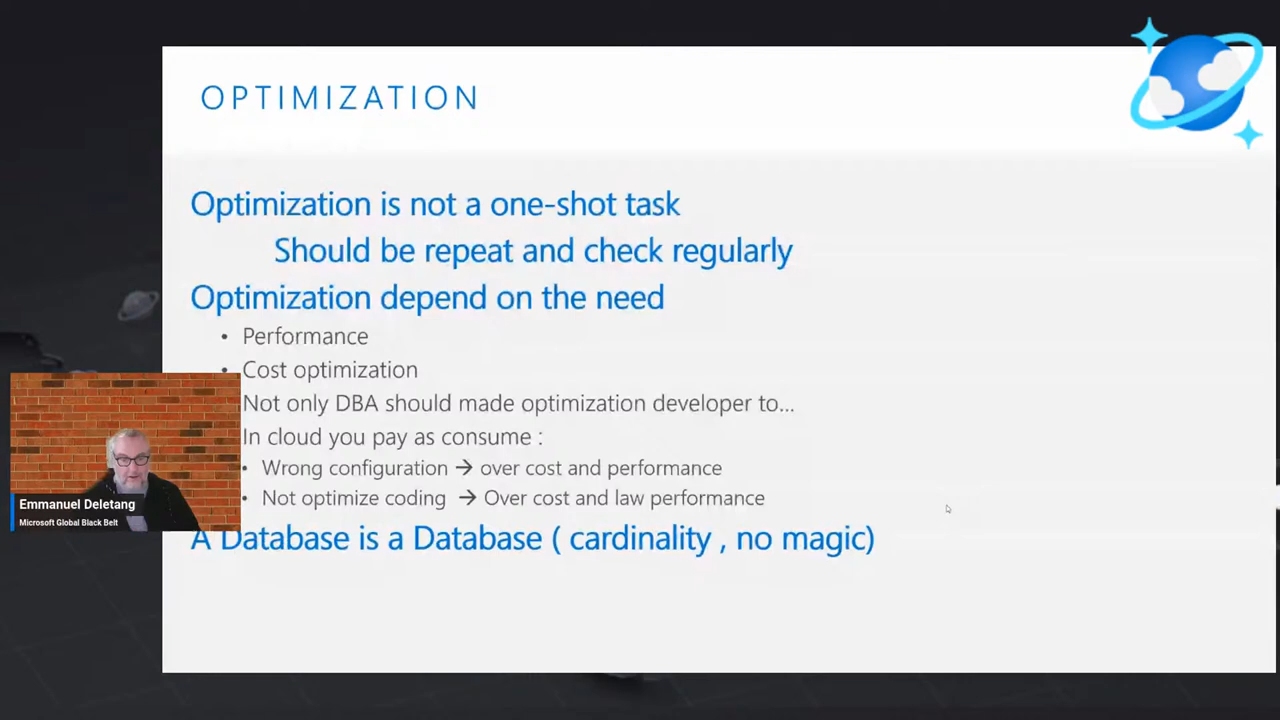 OPTIMIZATION
Optimization is not a one-shot task
Should be repeat and check regularly
Optimization depend on the need
• Performance
• Cost optimization
Not only DBA should made optimization developer to...
In cloud you pay as consume :
• Wrong configuration → over cost and performance
• Not optimize coding → Over cost and law performance
A Database is a Database ( cardinality , no magic)
Emmanuel Deletang
Microsoft Global Black Belt